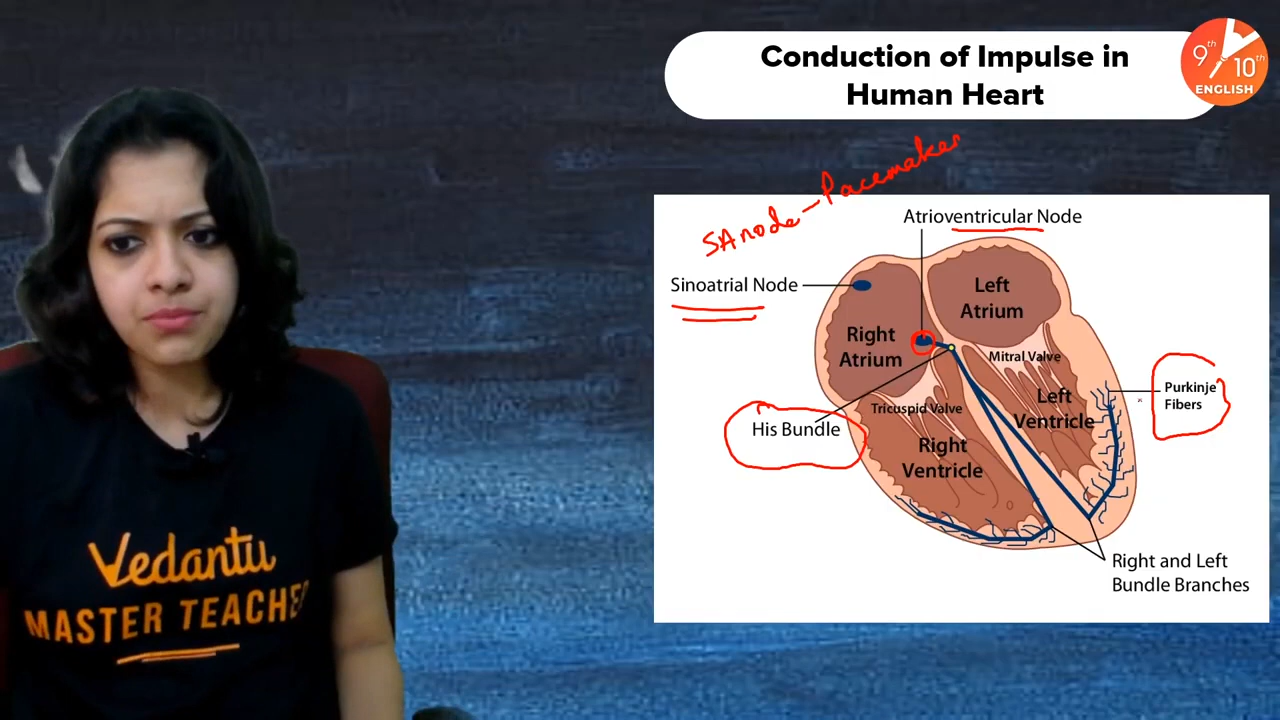 Conduction of Impulse in
Human Heart
9th
10th
ENGLISH
SA node - Pacemaker
Atrioventricular Node
Sinoatrial Node
Left
Atrium
Right
Atrium
Mitral Valve
Purkinje
Fibers
Left
Ventricle
Tricuspid Valve
His Bundle
Right
Ventricle
Right and Left
Bundle Branches
Vedantu
MASTER TEACHE